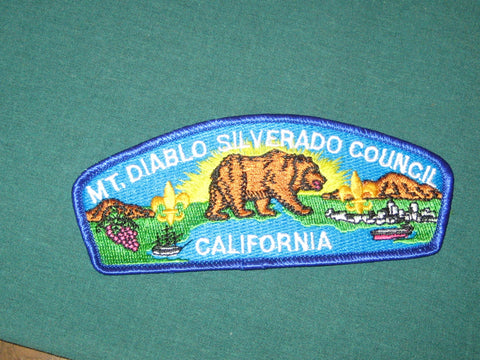 MT. DIABLO SILVERADO COUNCIL
CALIFORNIA